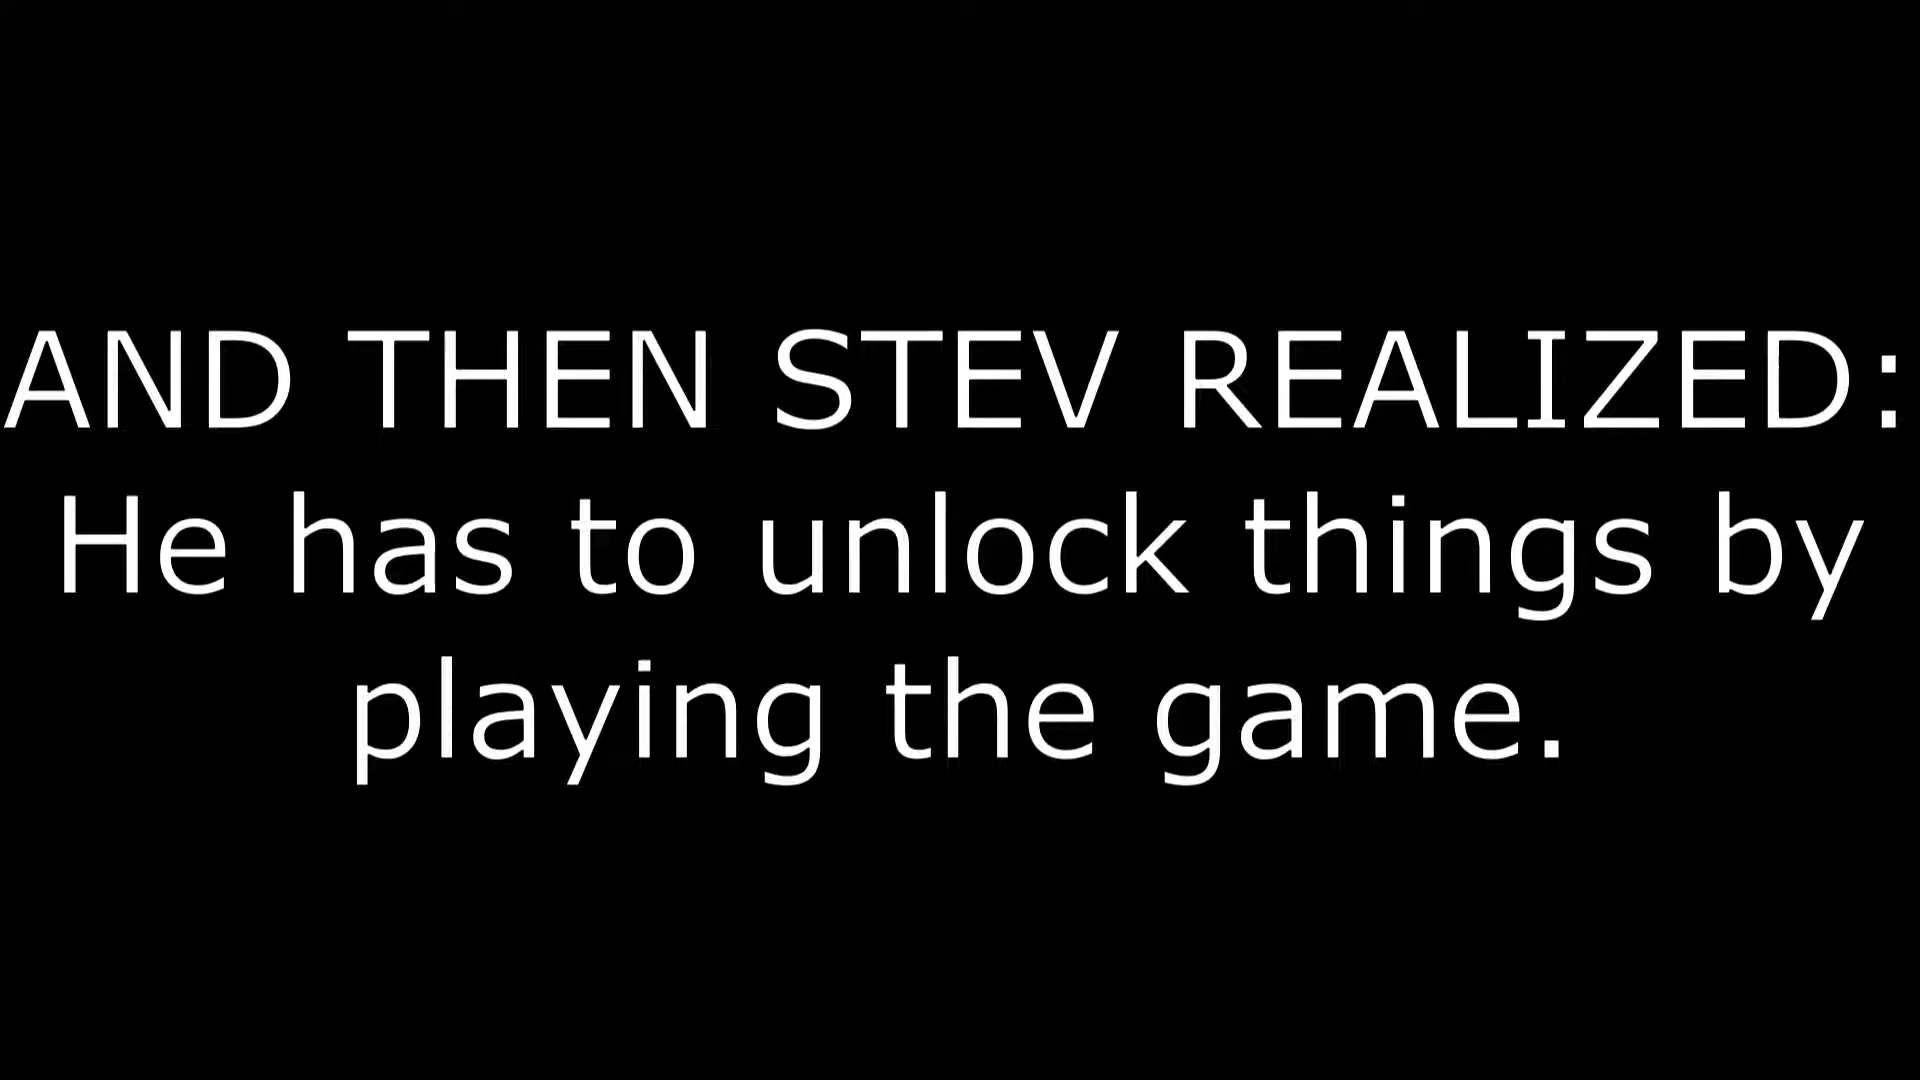 AND THEN STEV REALIZED:
He has to unlock things by
playing the game.